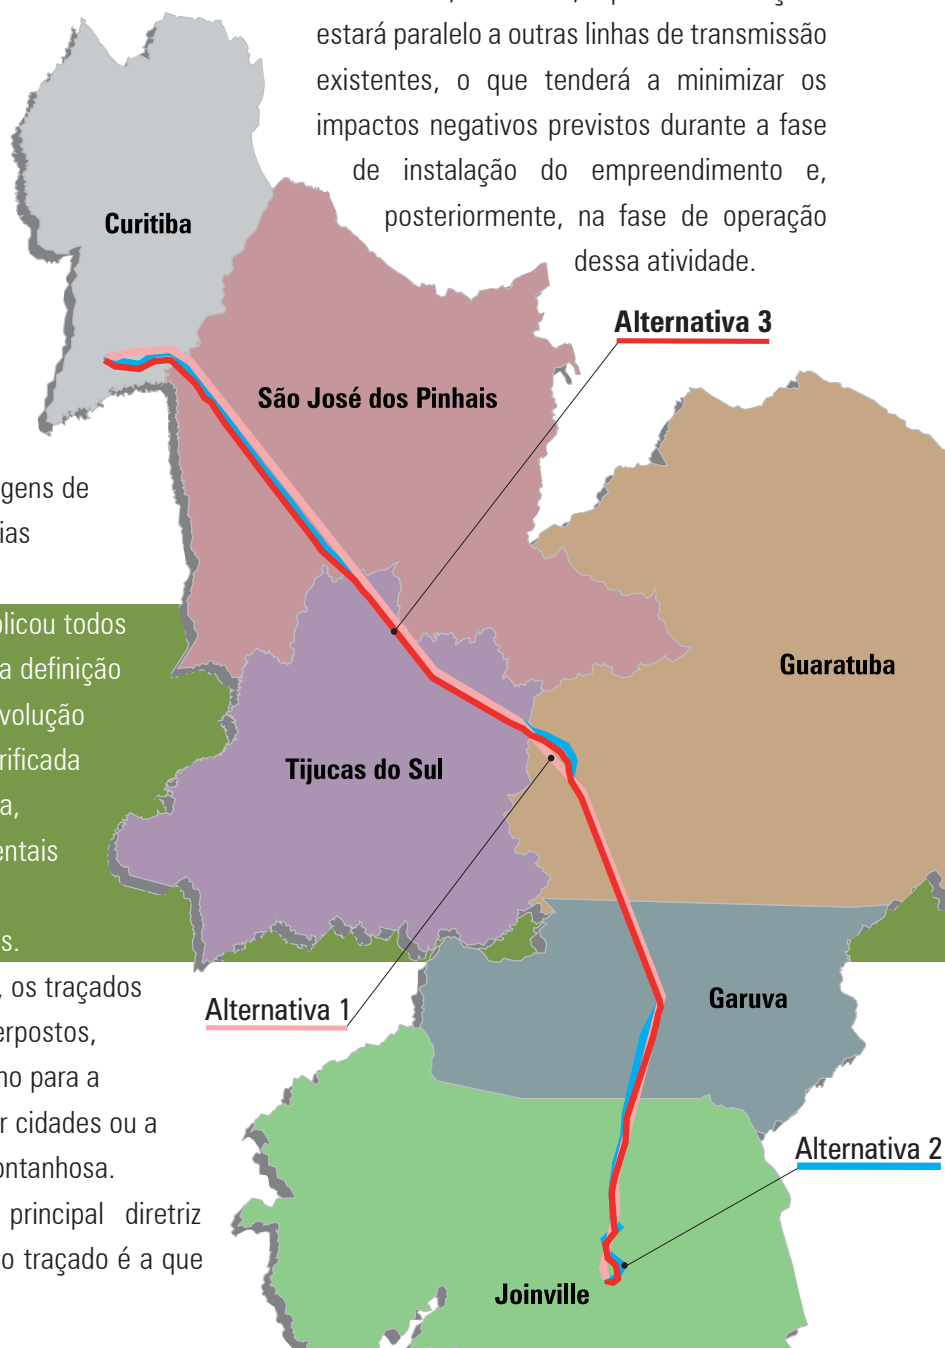 estará paralelo a outras linhas de transmissão
existentes, o que tenderá a minimizar os
impactos negativos previstos durante a fase
de instalação do empreendimento e,
posteriormente, na fase de operação
dessa atividade.
Curitiba
Alternativa 3
São José dos Pinhais
gens de
ias
licou todos
a definição
volução
rificada
a,
entais
s.
Guaratuba
Tijucas do Sul
, os traçados
erpostos,
no para a
r cidades ou a
ontanhosa.
principal diretriz
o traçado é a que
Alternativa 1
Garuva
Alternativa 2
Joinville